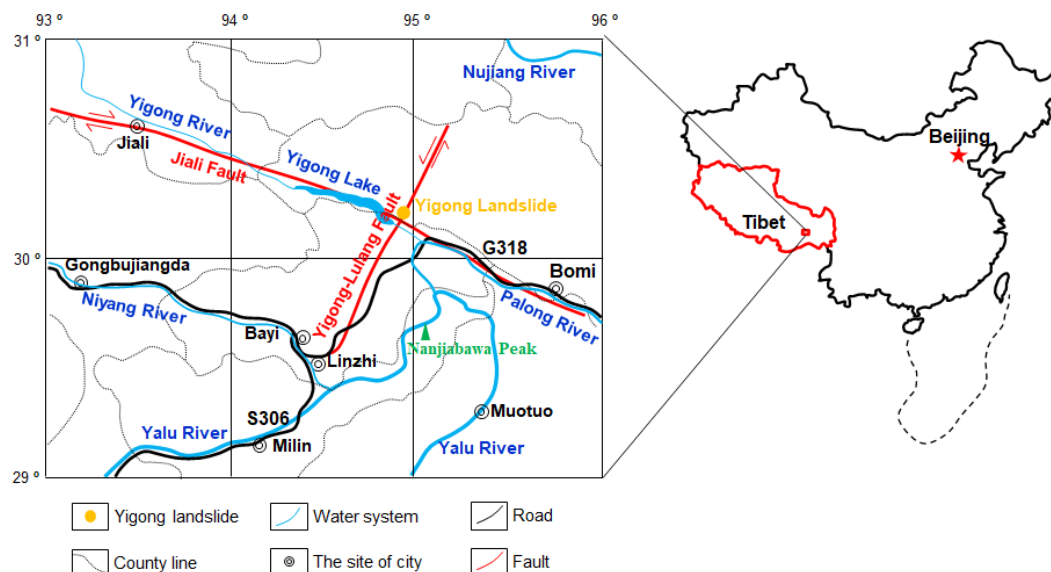 93 º
94 º
95 º
96 º
31 º
30 º
29 º
Nujiang River
Yigong River
Jiali
Jiali Fault
Yigong Lake
Yigong Landslide
Yigong-Lulang Fault
G318
Gongbujiangda
Niyang River
Bomi
Palong River
Bayi
Linzhi
Nanjiabawa Peak
S306
Muotuo
Yalu River
Milin
Yalu River
Beijing
Tibet
Yigong landslide
Water system
Road
County line
The site of city
Fault